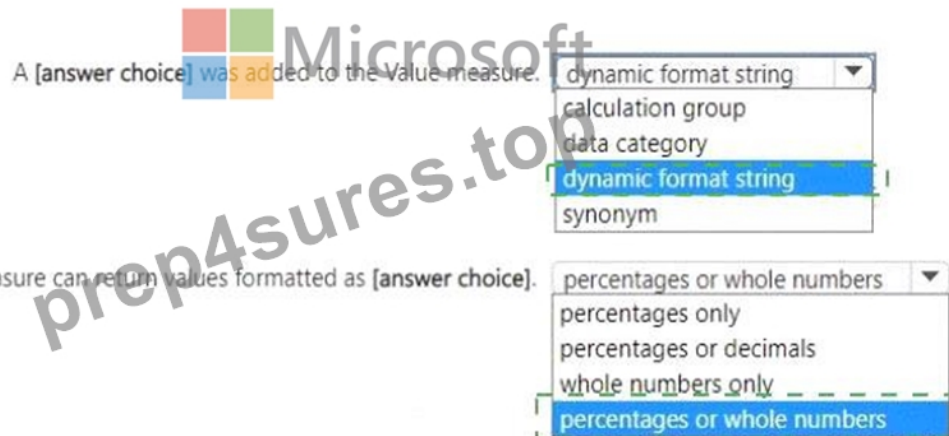 Microsoft
A [answer choice] was added to the Value measure.
dynamic format string
calculation group
data category
dynamic format string
synonym
prep4sures.top
asure can return values formatted as [answer choice].
percentages or whole numbers
percentages only
percentages or decimals
whole numbers only
percentages or whole numbers